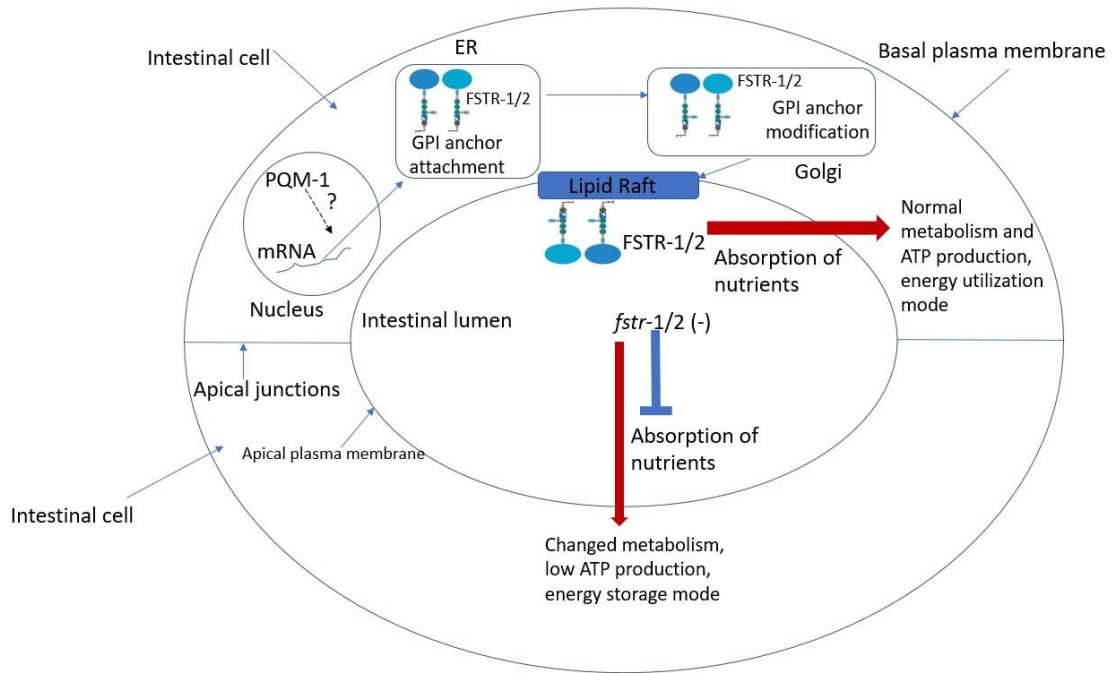 Intestinal cell
ER
Basal plasma membrane
FSTR-1/2
GPI anchor
attachment
FSTR-1/2
GPI anchor
modification
Golgi
PQM-1
?
mRNA
Nucleus
Lipid Raft
FSTR-1/2
Absorption of
nutrients
Normal
metabolism and
ATP production,
energy utilization
mode
Intestinal lumen
fstr-1/2 (-)
Apical junctions
Absorption of
nutrients
Apical plasma membrane
Intestinal cell
Changed metabolism,
low ATP production,
energy storage mode